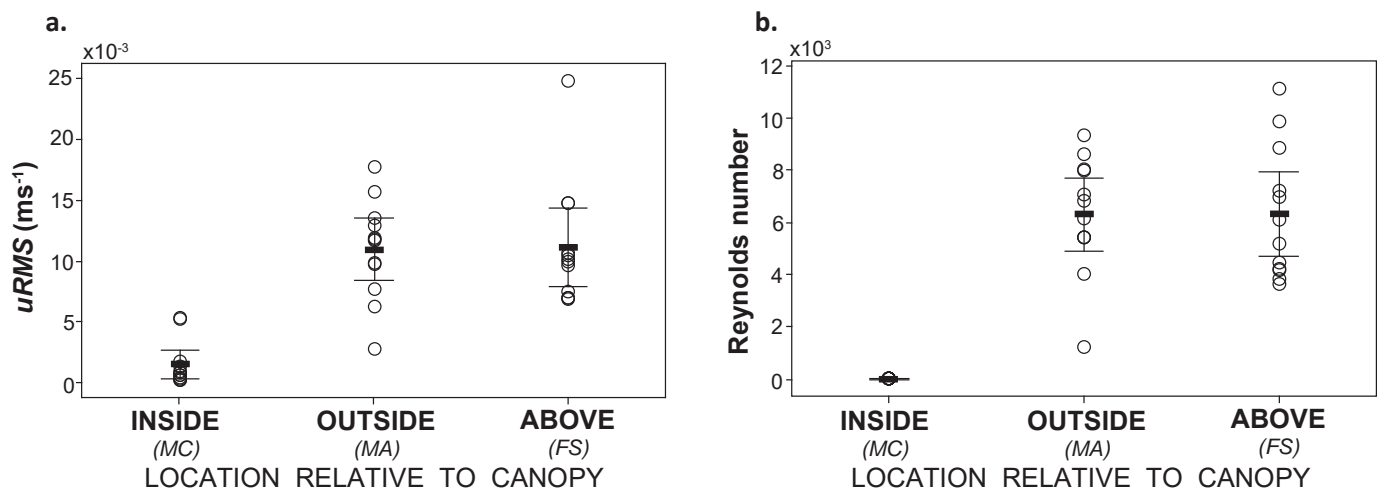 a.
x10⁻³
25
20
15
10
5
0
uRMS (ms⁻¹)
INSIDE OUTSIDE ABOVE
(MC) (MA) (FS)
LOCATION RELATIVE TO CANOPY
b.
x10³
12
10
8
6
4
2
0
Reynolds number
INSIDE OUTSIDE ABOVE
(MC) (MA) (FS)
LOCATION RELATIVE TO CANOPY